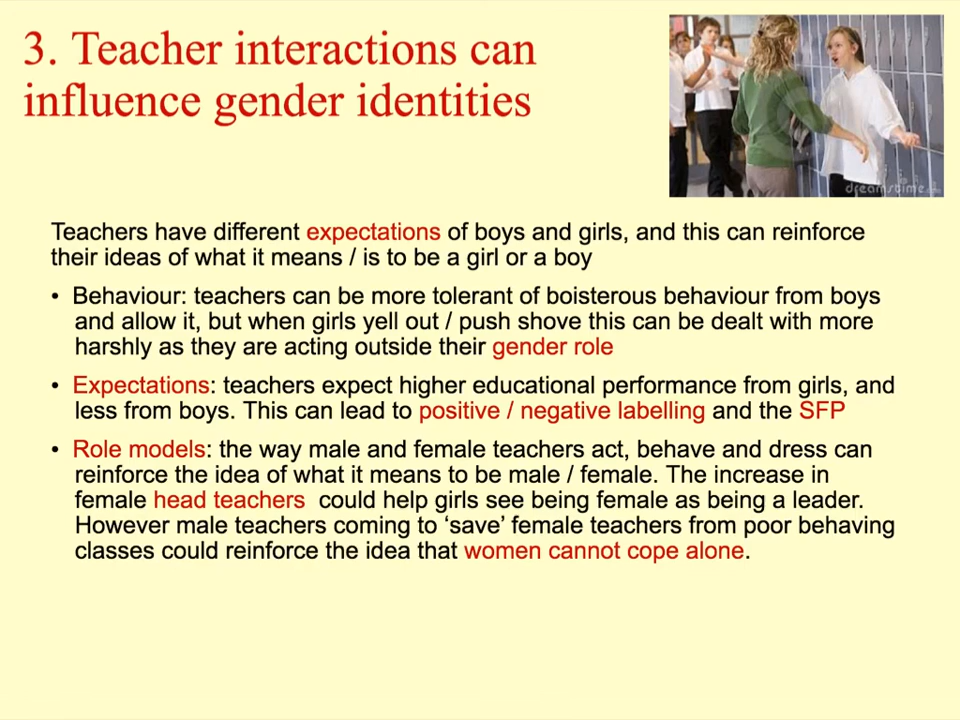 3. Teacher interactions can
influence gender identities
dreamstime
Teachers have different expectations of boys and girls, and this can reinforce
their ideas of what it means / is to be a girl or a boy
• Behaviour: teachers can be more tolerant of boisterous behaviour from boys
and allow it, but when girls yell out / push shove this can be dealt with more
harshly as they are acting outside their gender role
• Expectations: teachers expect higher educational performance from girls, and
less from boys. This can lead to positive / negative labelling and the SFP
• Role models: the way male and female teachers act, behave and dress can
reinforce the idea of what it means to be male / female. The increase in
female head teachers could help girls see being female as being a leader.
However male teachers coming to ‘save’ female teachers from poor behaving
classes could reinforce the idea that women cannot cope alone.